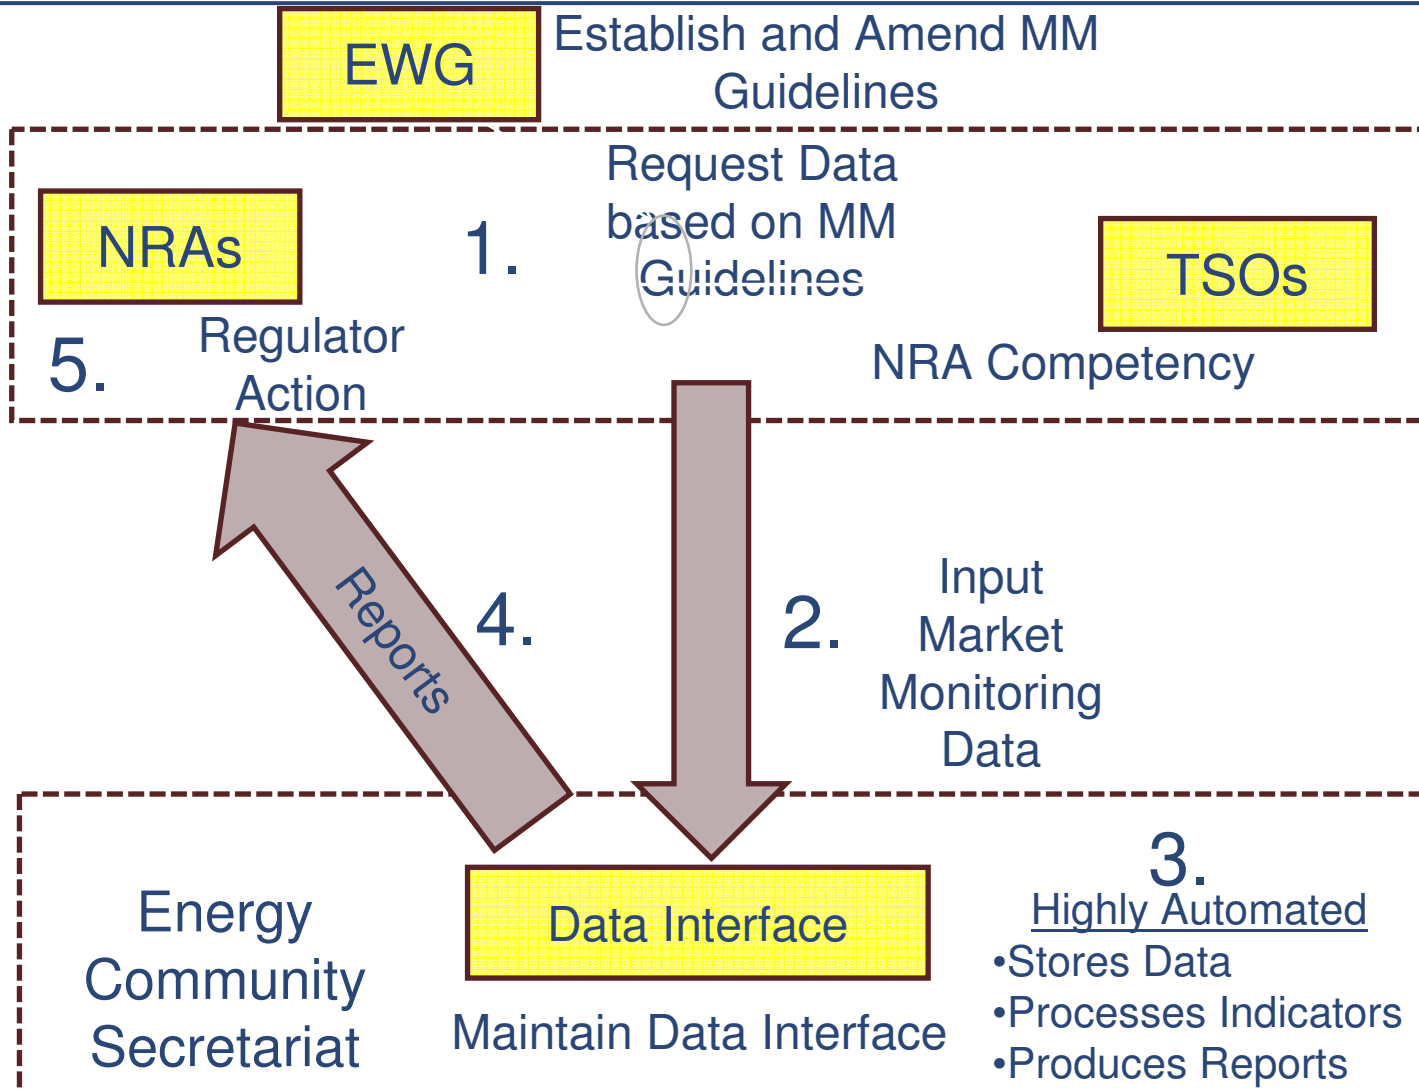 EWG
Establish and Amend MM
Guidelines
NRAs
1.
Request Data
based on MM
Guidelines
TSOs
5.
Regulator
Action
NRA Competency
Reports
4.
2.
Input
Market
Monitoring
Data
Energy
Community
Secretariat
Data Interface
Maintain Data Interface
3.
Highly Automated
•Stores Data
•Processes Indicators
•Produces Reports